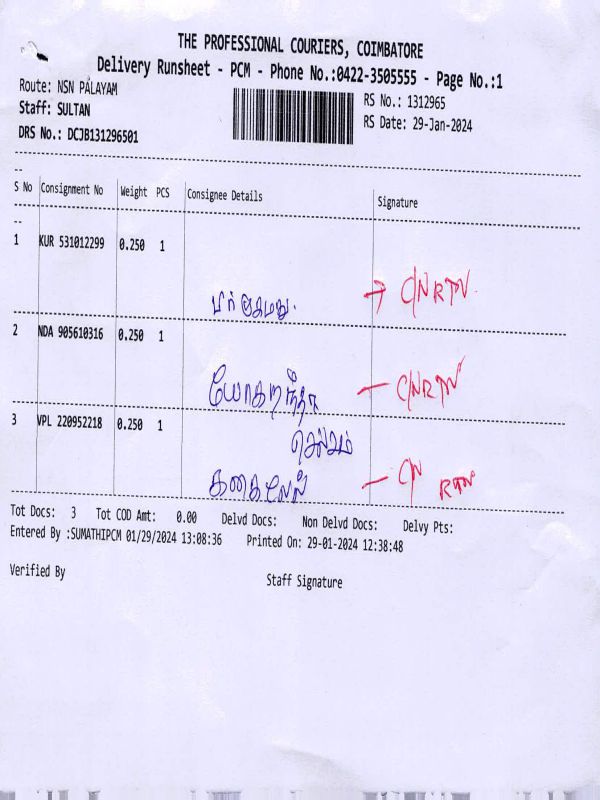 THE PROFESSIONAL COURIERS, COIMBATORE
Delivery Runsheet - PCM - Phone No.:0422-3505555 - Page No.:1
Route: NSN PALAYAM
RS No.: 1312965
Staff: SULTAN
RS Date: 29-Jan-2024
DRS No.: DCJB131296501
S No Consignment No Weight PCS Consignee Details Signature
1 KUR 531012299 0.250 1
→ C/N RTN
2 NDA 905610316 0.250 1
— C/N RTN
3 VPL 220952218 0.250 1
செல்வம்
— C/N RTN
Tot Docs: 3 Tot COD Amt: 0.00 Delvd Docs: Non Delvd Docs: Delvy Pts:
Entered By :SUMATHIPCM 01/29/2024 13:08:36 Printed On: 29-01-2024 12:38:48
Verified By Staff Signature